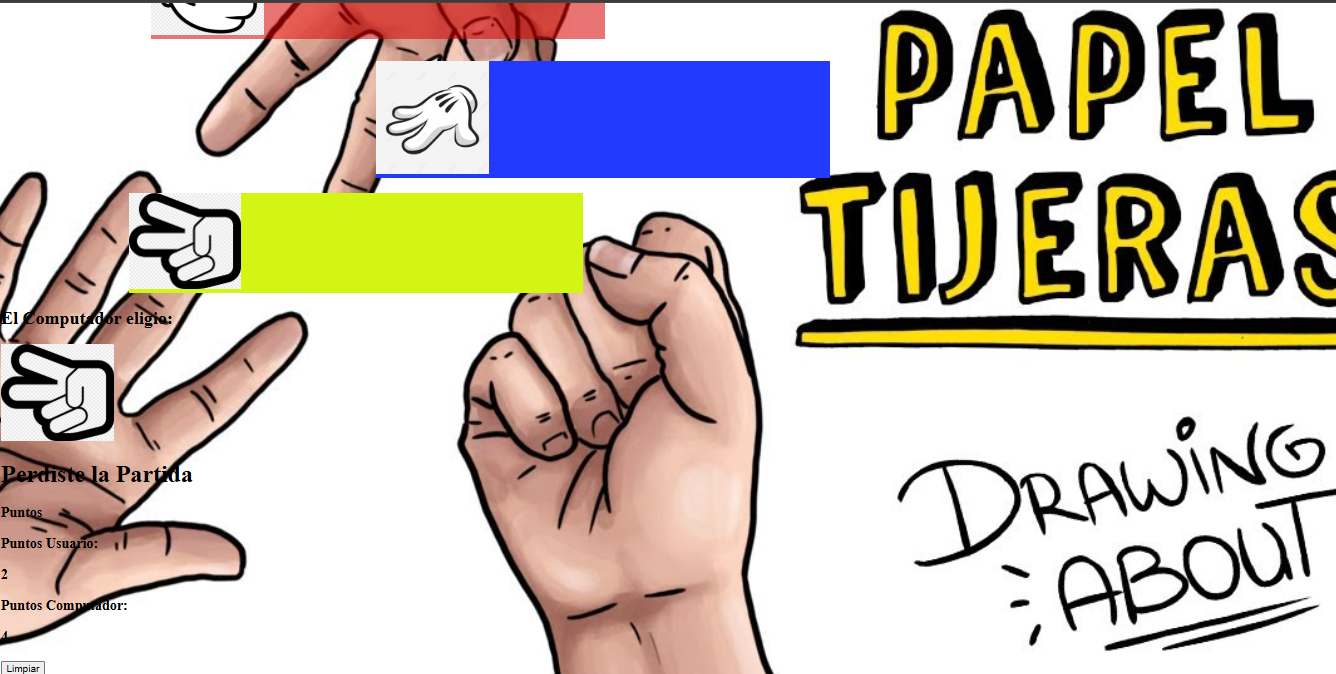 PAPEL
TIJERAS
El Computador eligio:
Perdiste la Partida
Puntos
Puntos Usuario:
2
Puntos Computador:
4
Limpiar
DRAWING
ABOUT